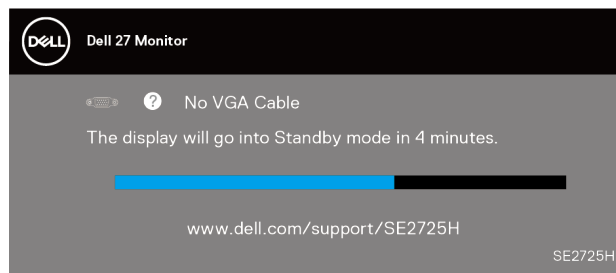 DELL
Dell 27 Monitor
? No VGA Cable
The display will go into Standby mode in 4 minutes.
www.dell.com/support/SE2725H
SE2725H